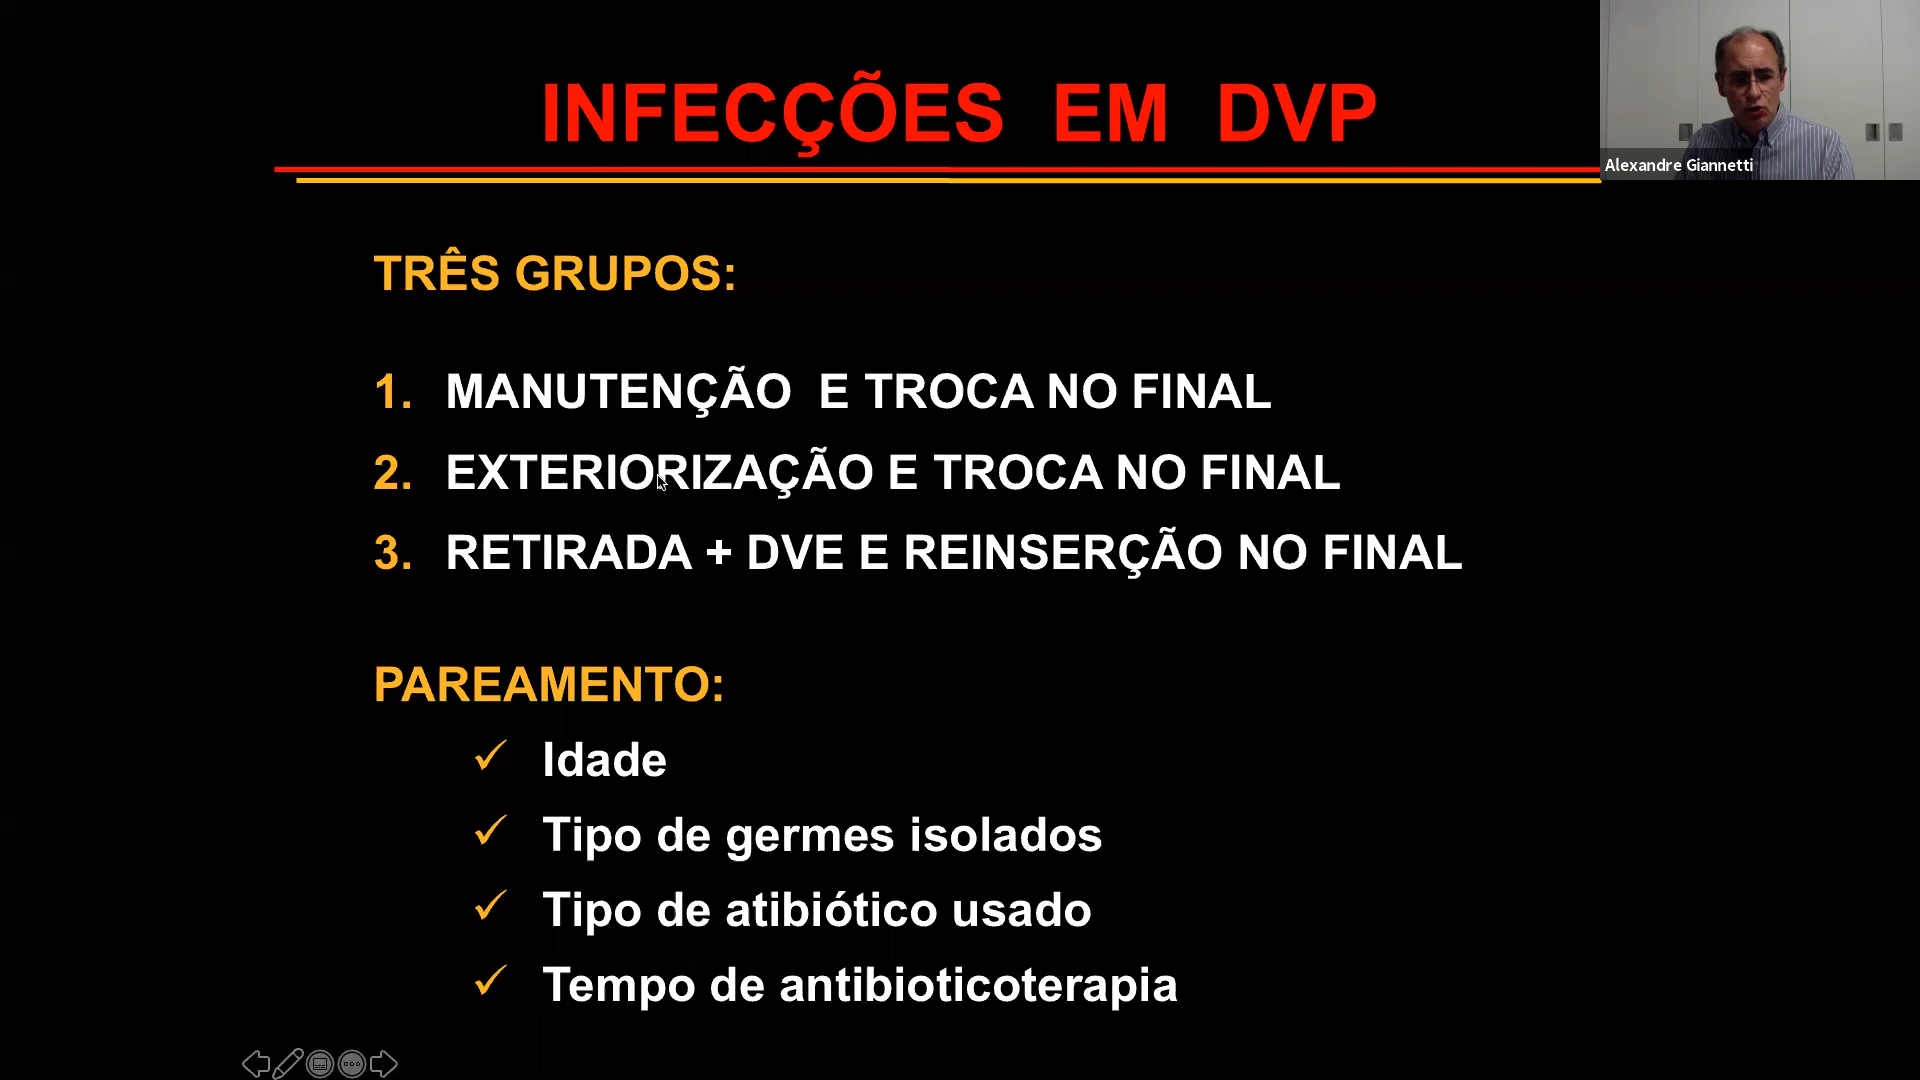 INFECÇÕES EM DVP
Alexandre Giannetti
TRÊS GRUPOS:
1. MANUTENÇÃO E TROCA NO FINAL
2. EXTERIORIZAÇÃO E TROCA NO FINAL
3. RETIRADA + DVE E REINSERÇÃO NO FINAL
PAREAMENTO:
✓ Idade
✓ Tipo de germes isolados
✓ Tipo de atibiótico usado
✓ Tempo de antibioticoterapia